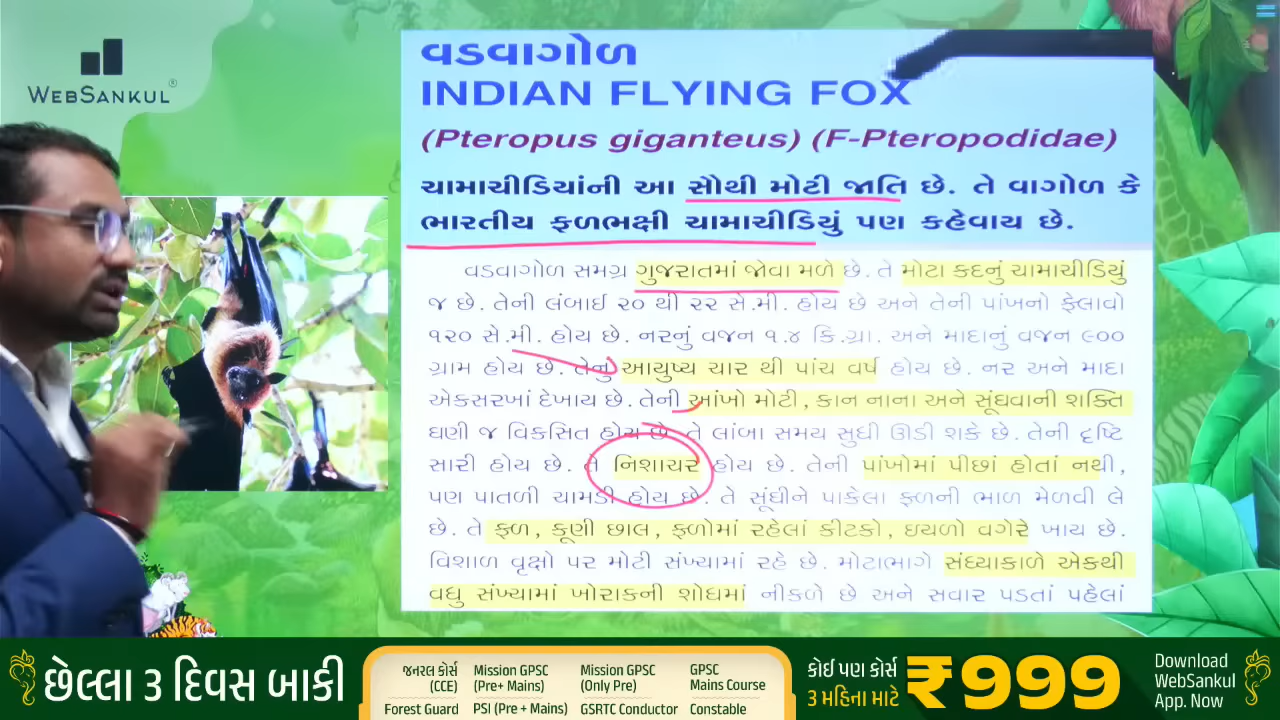 WEBSANKUL®
વડવાગોળ
INDIAN FLYING FOX
(Pteropus giganteus) (F-Pteropodidae)
ચામાચીડિયાંની આ સૌથી મોટી જાતિ છે. તે વાગોળ કે
ભારતીય ફળભક્ષી ચામાચીડિયું પણ કહેવાય છે.
વડવાગોળ સમગ્ર ગુજરાતમાં જોવા મળે છે. તે મોટા કદનું ચામાચીડિયું
જ છે. તેની લંબાઈ ૨૦ થી ૨૨ સે.મી. હોય છે અને તેની પાંખનો ફેલાવો
૧૨૦ સે.મી. હોય છે. નરનું વજન ૧.૪ કિ.ગ્રા. અને માદાનું વજન ૯૦૦
ગ્રામ હોય છે. તેનું આયુષ્ય ચાર થી પાંચ વર્ષ હોય છે. નર અને માદા
એકસરખાં દેખાય છે. તેની આંખો મોટી, કાન નાના અને સૂંઘવાની શક્તિ
ઘણી જ વિકસિત હોય છે. તે લાંબા સમય સુધી ઊડી શકે છે. તેની દૃષ્ટિ
સારી હોય છે. તે નિશાચર હોય છે. તેની પાંખોમાં પીછાં હોતાં નથી,
પણ પાતળી ચામડી હોય છે. તે સૂંઘીને પાકેલા ફળની ભાળ મેળવી લે
છે. તે ફળ, કૂણી છાલ, ફળોમાં રહેલાં કીટકો, ઇયળો વગેરે ખાય છે.
વિશાળ વૃક્ષો પર મોટી સંખ્યામાં રહે છે. મોટાભાગે સંધ્યાકાળે એકથી
વધુ સંખ્યામાં ખોરાકની શોધમાં નીકળે છે અને સવાર પડતાં પહેલાં
છેલ્લા ૩ દિવસ બાકી
જનરલ કોર્સ (CCE)
Forest Guard
Mission GPSC (Pre+ Mains)
PSI (Pre + Mains)
Mission GPSC (Only Pre)
GSRTC Conductor
GPSC Mains Course
Constable
કોઈ પણ કોર્સ
૩ મહિના માટે
₹999
Download
WebSankul
App. Now